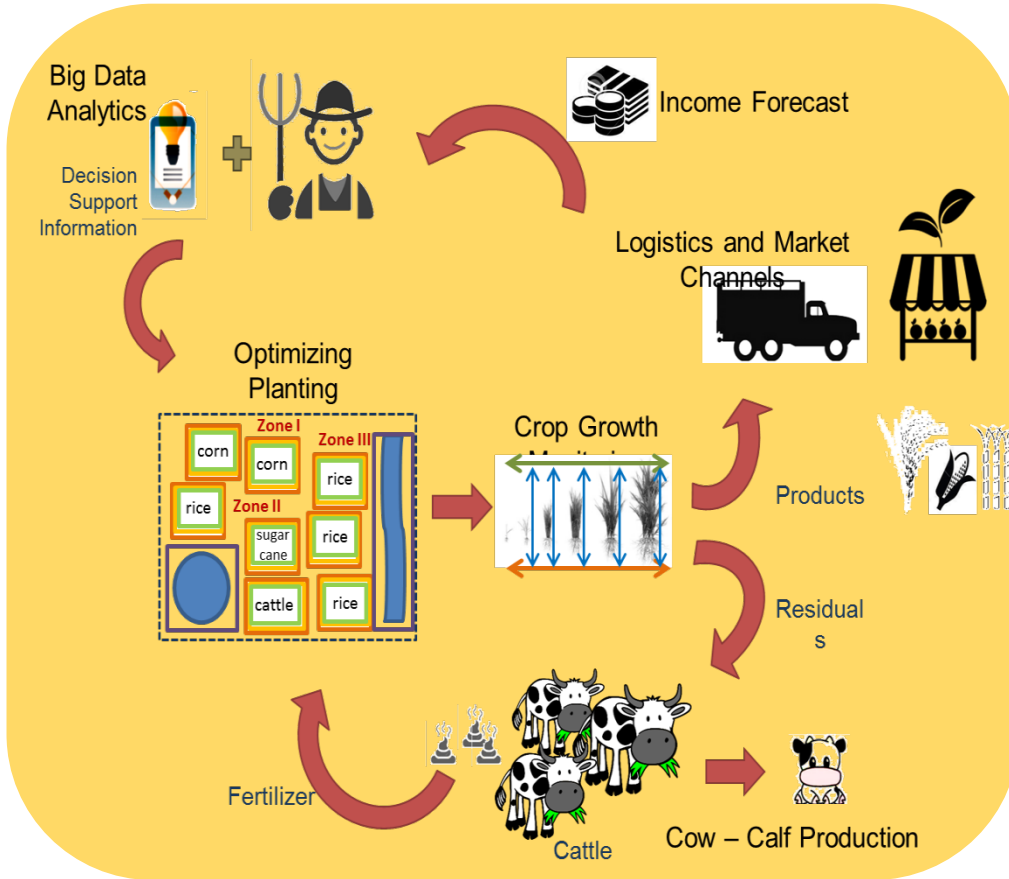 Big Data
Analytics
Decision
Support
Information
Income Forecast
Logistics and Market
Channels
Optimizing
Planting
Zone I
Zone III
corn
corn
rice
rice
Zone II
sugar
cane
rice
cattle
rice
Crop Growth
Products
Residual
s
Fertilizer
Cattle
Cow – Calf Production